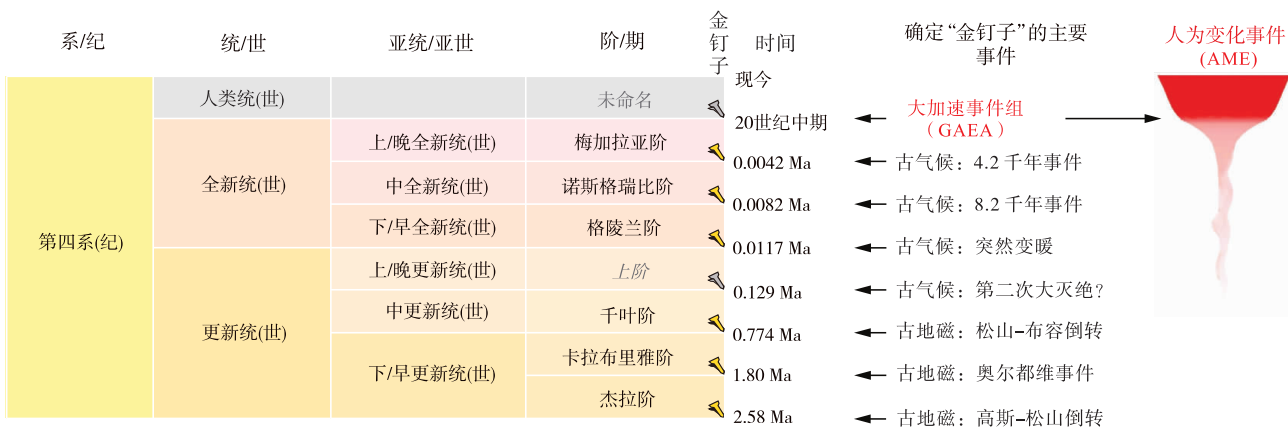 系/纪
统/世
亚统/亚世
阶/期
金钉子
时间
确定“金钉子”的主要
事件
人为变化事件
(AME)
现今
人类统(世)
未命名
20世纪中期
大加速事件组
(GAEA)
上/晚全新统(世)
梅加拉亚阶
0.0042 Ma
古气候: 4.2 千年事件
全新统(世)
中全新统(世)
诺斯格瑞比阶
0.0082 Ma
古气候: 8.2 千年事件
第四系(纪)
下/早全新统(世)
格陵兰阶
0.0117 Ma
古气候: 突然变暖
上/晚更新统(世)
上阶
0.129 Ma
古气候: 第二次大灭绝?
更新统(世)
中更新统(世)
千叶阶
0.774 Ma
古地磁: 松山-布容倒转
下/早更新统(世)
卡拉布里雅阶
1.80 Ma
古地磁: 奥尔都维事件
杰拉阶
2.58 Ma
古地磁: 高斯-松山倒转